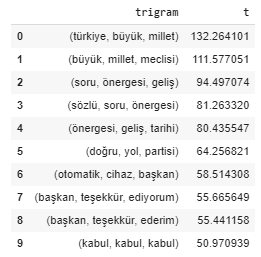 trigram t
0 (türkiye, büyük, millet) 132.264101
1 (büyük, millet, meclisi) 111.577051
2 (soru, önergesi, geliş) 94.497074
3 (sözlü, soru, önergesi) 81.263320
4 (önergesi, geliş, tarihi) 80.435547
5 (doğru, yol, partisi) 64.256821
6 (otomatik, cihaz, başkan) 58.514308
7 (başkan, teşekkür, ediyorum) 55.665649
8 (başkan, teşekkür, ederim) 55.441158
9 (kabul, kabul, kabul) 50.970939